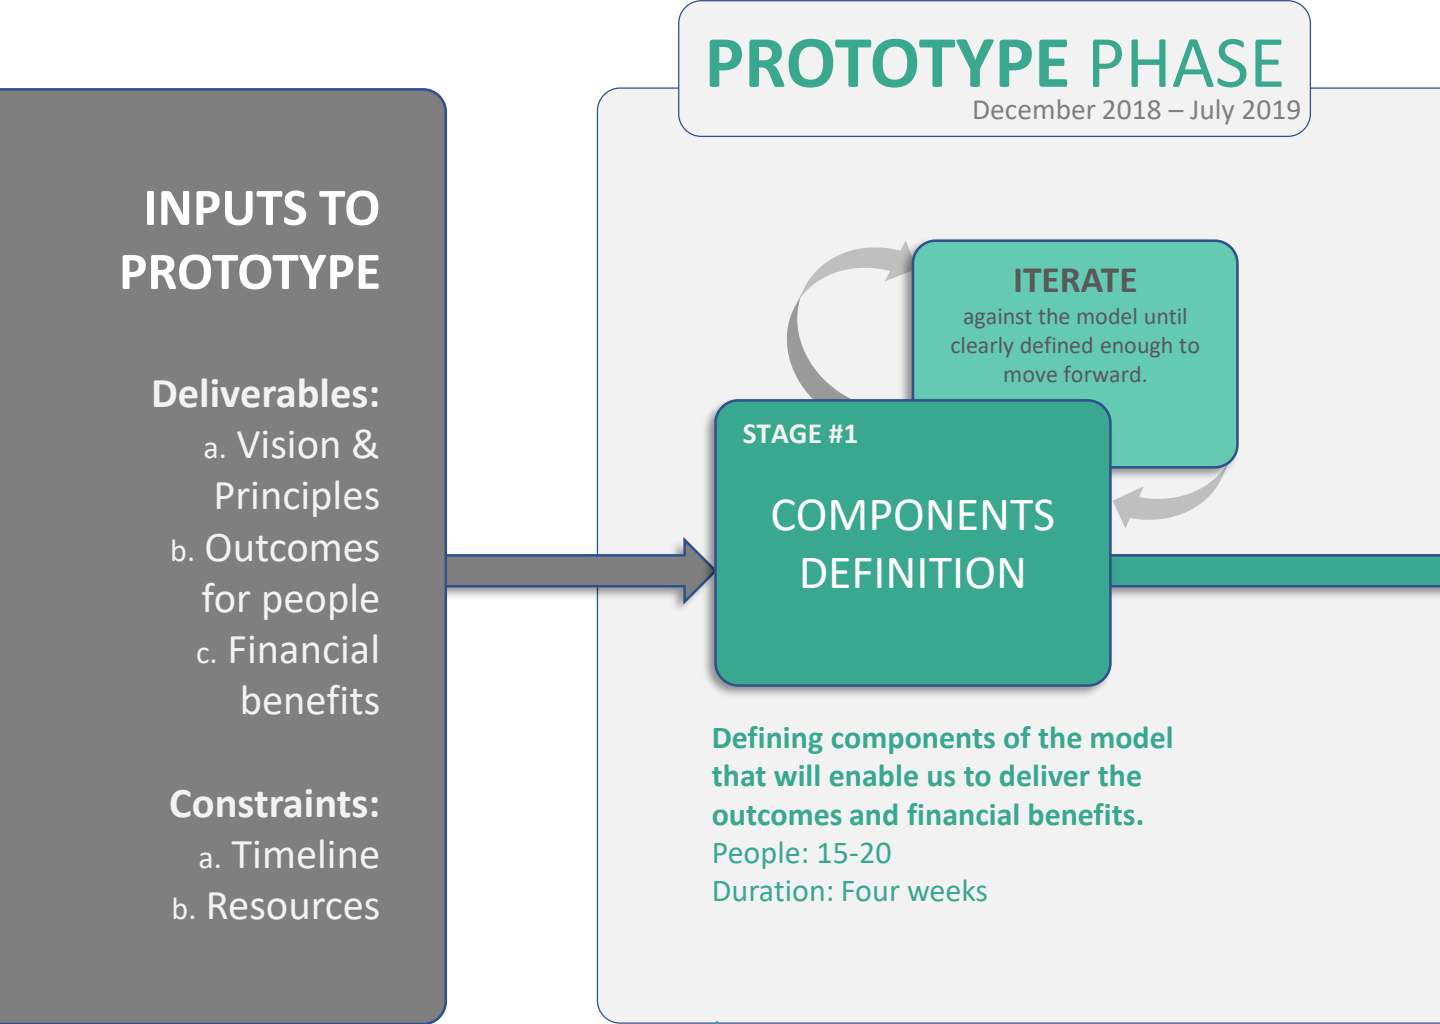 PROTOTYPE PHASE
December 2018 – July 2019
INPUTS TO
PROTOTYPE
Deliverables:
a. Vision &
Principles
b. Outcomes
for people
c. Financial
benefits
Constraints:
a. Timeline
b. Resources
ITERATE
against the model until
clearly defined enough to
move forward.
STAGE #1
COMPONENTS
DEFINITION
Defining components of the model
that will enable us to deliver the
outcomes and financial benefits.
People: 15-20
Duration: Four weeks